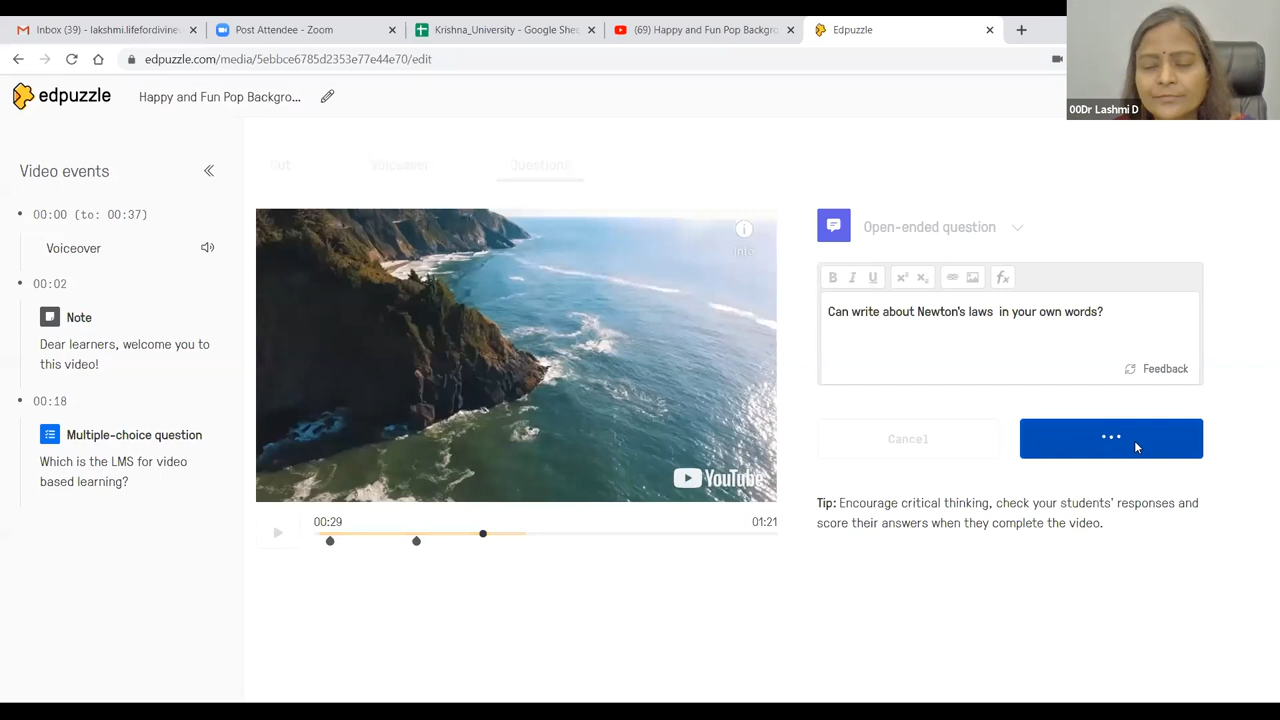 Inbox (39) - lakshmi.lifefordivine
Post Attendee - Zoom
Krishna_University - Google Shee
(69) Happy and Fun Pop Backgro
Edpuzzle
edpuzzle.com/media/5ebbce6785d2353e77e44e70/edit
edpuzzle
Happy and Fun Pop Backgro...
00Dr Lashmi D
Video events
Cut
Voiceover
Questions
00:00 (to: 00:37)
Voiceover
00:02
Note
Dear learners, welcome you to
this video!
00:18
Multiple-choice question
Which is the LMS for video
based learning?
info
YouTube
00:29
01:21
Open-ended question
B I U x² x₂ fx
Can write about Newton's laws  in your own words?
Feedback
Cancel
Tip: Encourage critical thinking, check your students' responses and
score their answers when they complete the video.